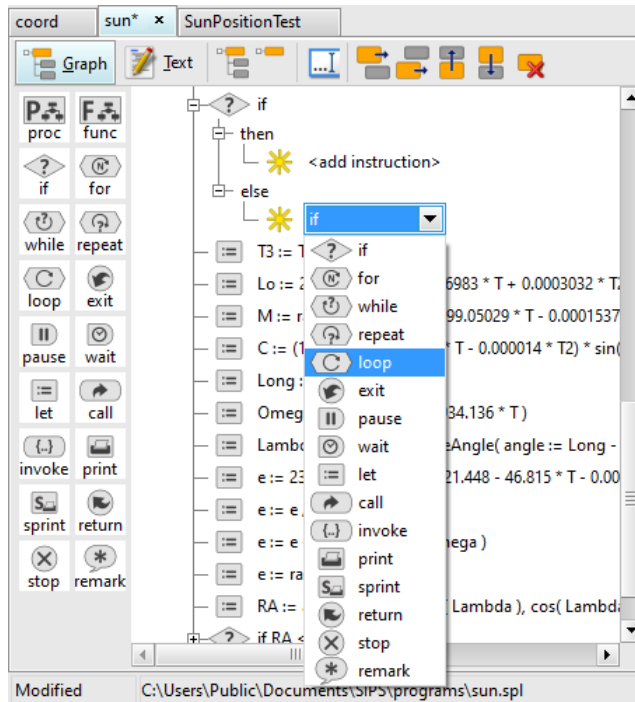 coord sun* × SunPositionTest
Graph Text
P proc F func
if for
while repeat
loop exit
pause wait
let call
invoke print
sprint return
stop remark
if
then
<add instruction>
else
if
T3 :=
Lo := 6983 * T + 0.0003032 *
M := 99.05029 * T - 0.0001537
C := * T - 0.000014 * T2) * sin(
Long
Omeg 034.136 * T )
Lamb eAngle( angle := Long -
e := 23 21.448 - 46.815 * T - 0.00
e := e
e := e ega )
e := ra
RA := ( Lambda ), cos( Lambd
if RA <
if
for
while
repeat
loop
exit
pause
wait
let
call
invoke
print
sprint
return
stop
remark
Modified C:\Users\Public\Documents\SIPS\programs\sun.spl